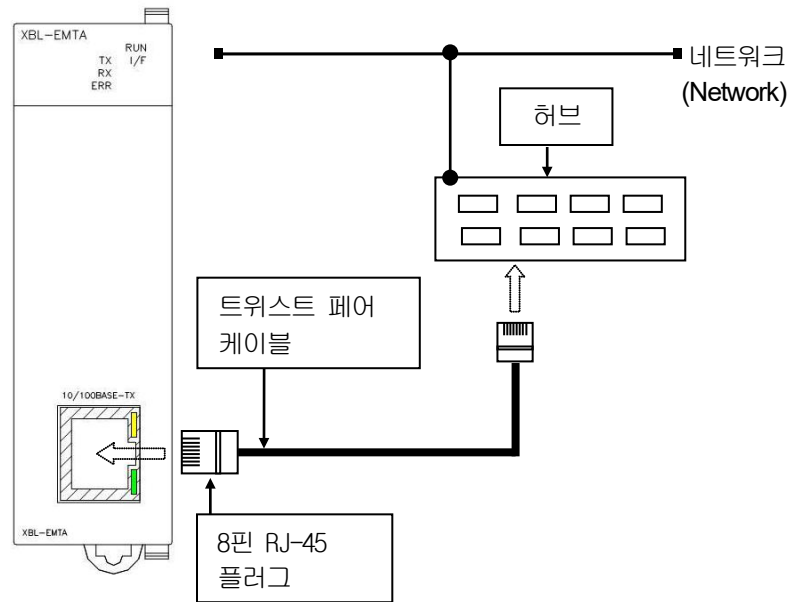 XBL-EMTA
RUN
TX I/F
RX
ERR
네트워크
(Network)
허브
트위스트 페어
케이블
10/100BASE-TX
8핀 RJ-45
플러그
XBL-EMTA